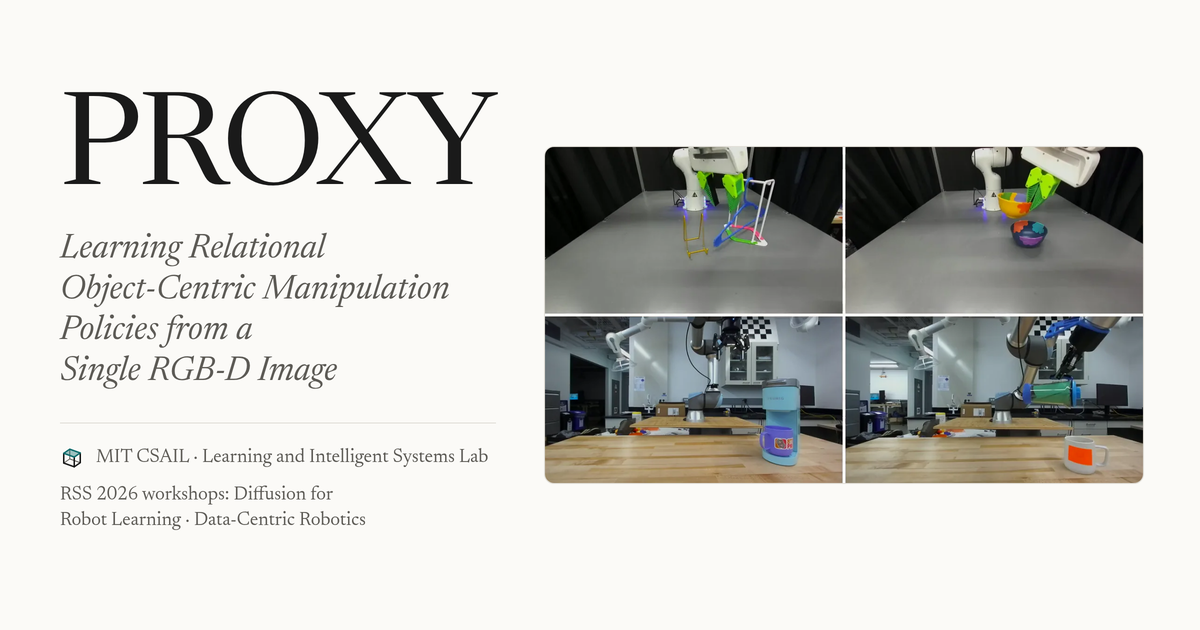 PROXY
Learning Relational
Object-Centric Manipulation
Policies from a
Single RGB-D Image
MIT CSAIL · Learning and Intelligent Systems Lab
RSS 2026 workshops: Diffusion for
Robot Learning · Data-Centric Robotics